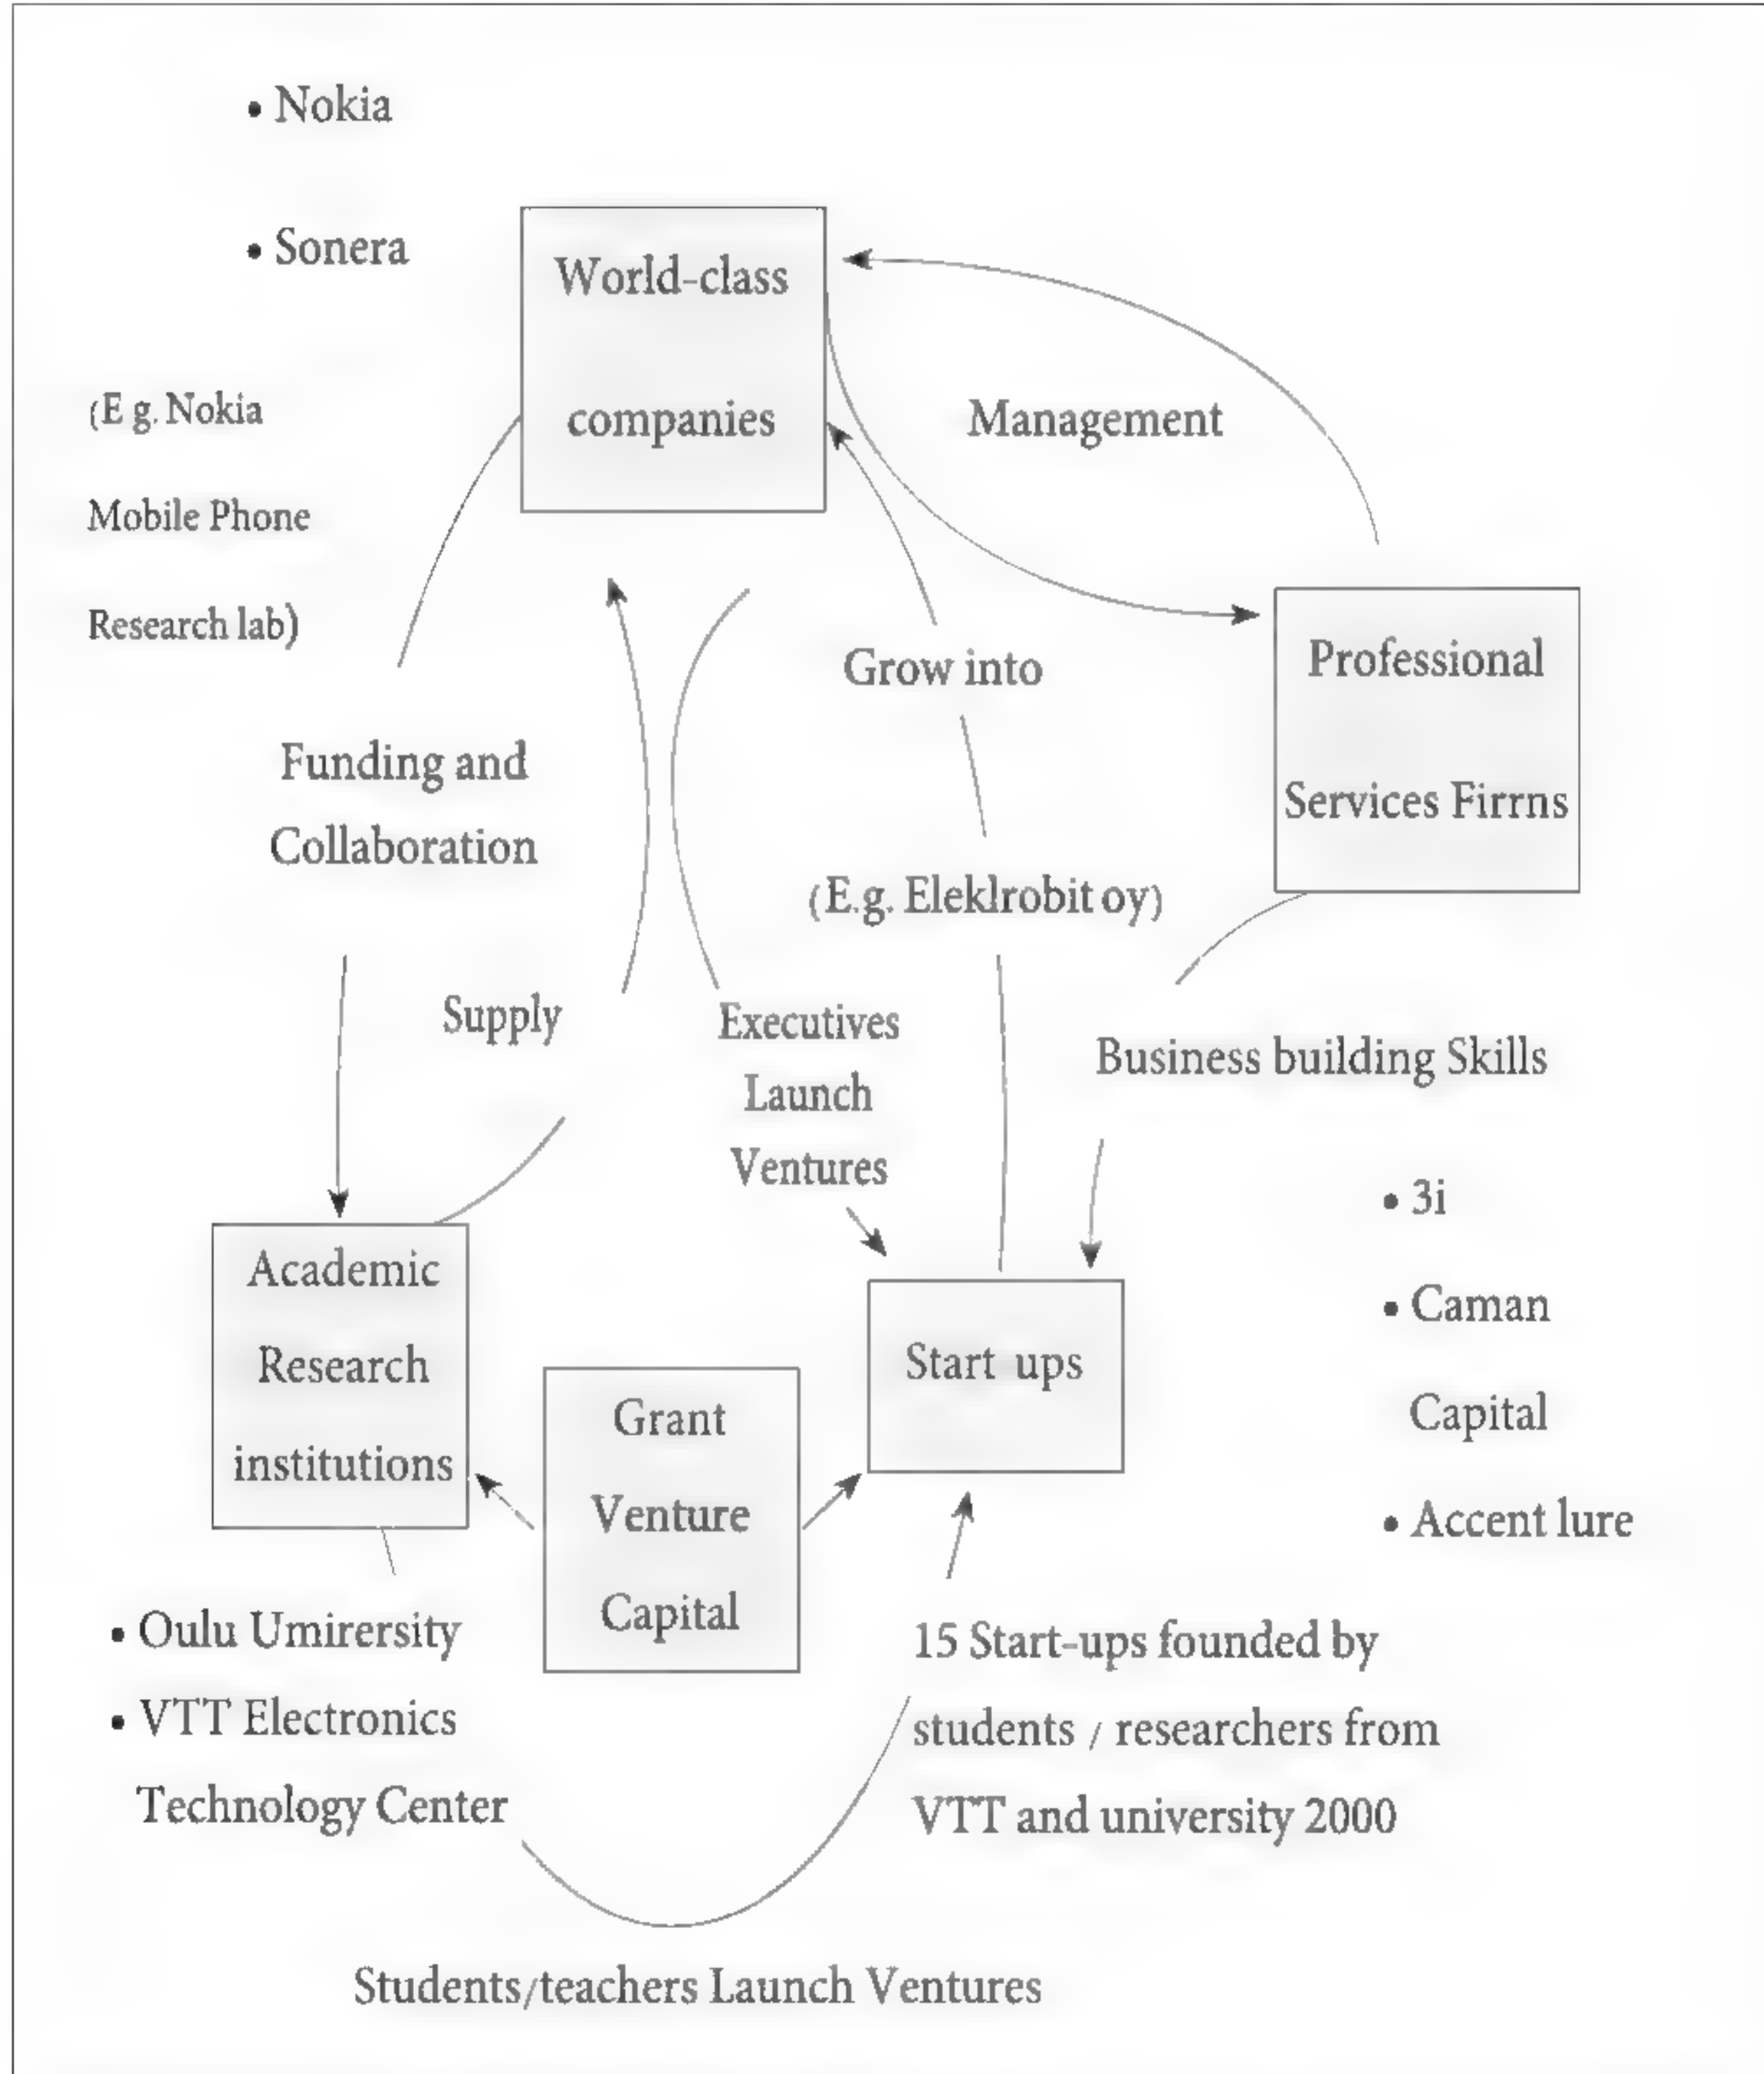 • Nokia
• Sonera
World-class
companies
(E g. Nokia
Mobile Phone
Research lab)
Management
Grow into
Professional
Services Firrns
Funding and
Collaboration
(E.g. Eleklrobit oy)
Supply
Executives
Launch
Ventures
Business building Skills
• 3i
• Caman
Capital
• Accent lure
Academic
Research
institutions
Start-ups
Grant
Venture
Capital
• Oulu Umirersity
• VTT Electronics
Technology Center
15 Start-ups founded by
students / researchers from
VTT and university 2000
Students/teachers Launch Ventures